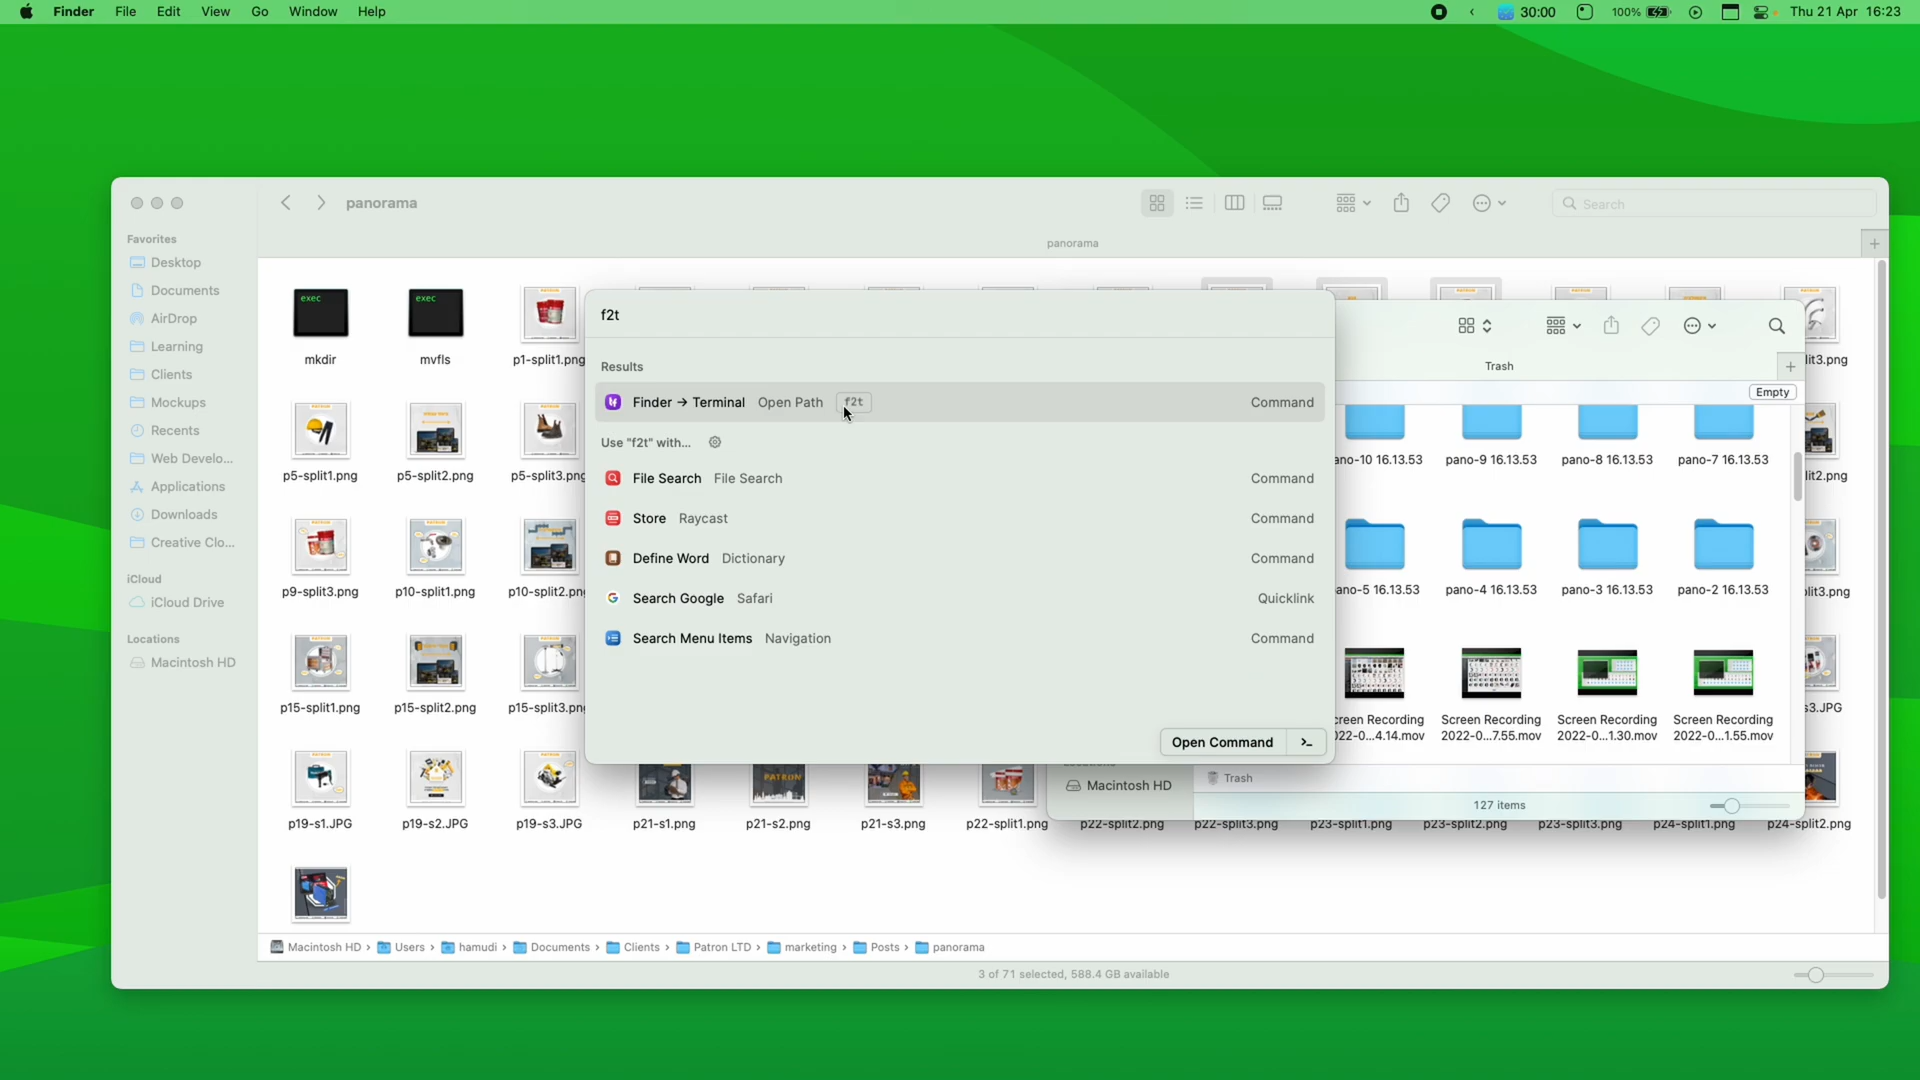 Finder File Edit View Go Window Help
30:00 100% Thu 21 Apr 16:23
panorama
Search
panorama
Favorites
Desktop
Documents
AirDrop
Learning
Clients
Mockups
Recents
Web Develo...
Applications
Downloads
Creative Clo...
iCloud
iCloud Drive
Locations
Macintosh HD
exec exec
mkdir mvfls p1-split1.png
p5-split1.png p5-split2.png p5-split3.png
p9-split3.png p10-split1.png p10-split2.pn
p15-split1.png p15-split2.png p15-split3.pn
p19-s1.JPG p19-s2.JPG p19-s3.JPG p21-s1.png p21-s2.png p21-s3.png p22-split1.png p22-split2.png p22-split3.png p23-split1.png p23-split2.png p23-split3.png p24-split1.png p24-split2.png
f2t
Results
Finder → Terminal Open Path f2t Command
Use "f2t" with...
File Search File Search Command
Store Raycast Command
Define Word Dictionary Command
Search Google Safari Quicklink
Search Menu Items Navigation Command
Open Command >_
Trash
Empty
ano-10 16.13.53 pano-9 16.13.53 pano-8 16.13.53 pano-7 16.13.53
ano-5 16.13.53 pano-4 16.13.53 pano-3 16.13.53 pano-2 16.13.53
creen Recording Screen Recording Screen Recording Screen Recording
022-0...4.14.mov 2022-0...7.55.mov 2022-0...1.30.mov 2022-0...1.55.mov
Macintosh HD
Trash
127 items
lit3.png
lit2.png
lit3.png
s3.JPG
Macintosh HD › Users › hamudi › Documents › Clients › Patron LTD › marketing › Posts › panorama
3 of 71 selected, 588.4 GB available